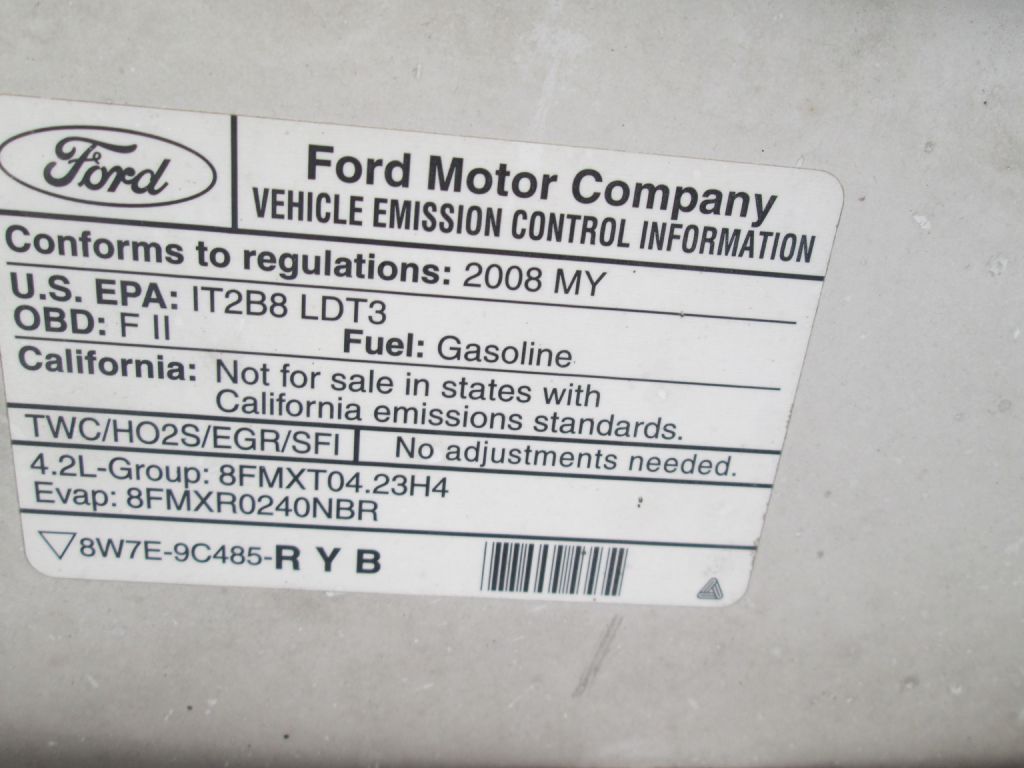 Ford
Ford Motor Company
VEHICLE EMISSION CONTROL INFORMATION
Conforms to regulations: 2008 MY
U.S. EPA: IT2B8 LDT3
OBD: F II Fuel: Gasoline
California: Not for sale in states with
California emissions standards.
TWC/HO2S/EGR/SFI No adjustments needed.
4.2L-Group: 8FMXT04.23H4
Evap: 8FMXR0240NBR
8W7E-9C485-R Y B